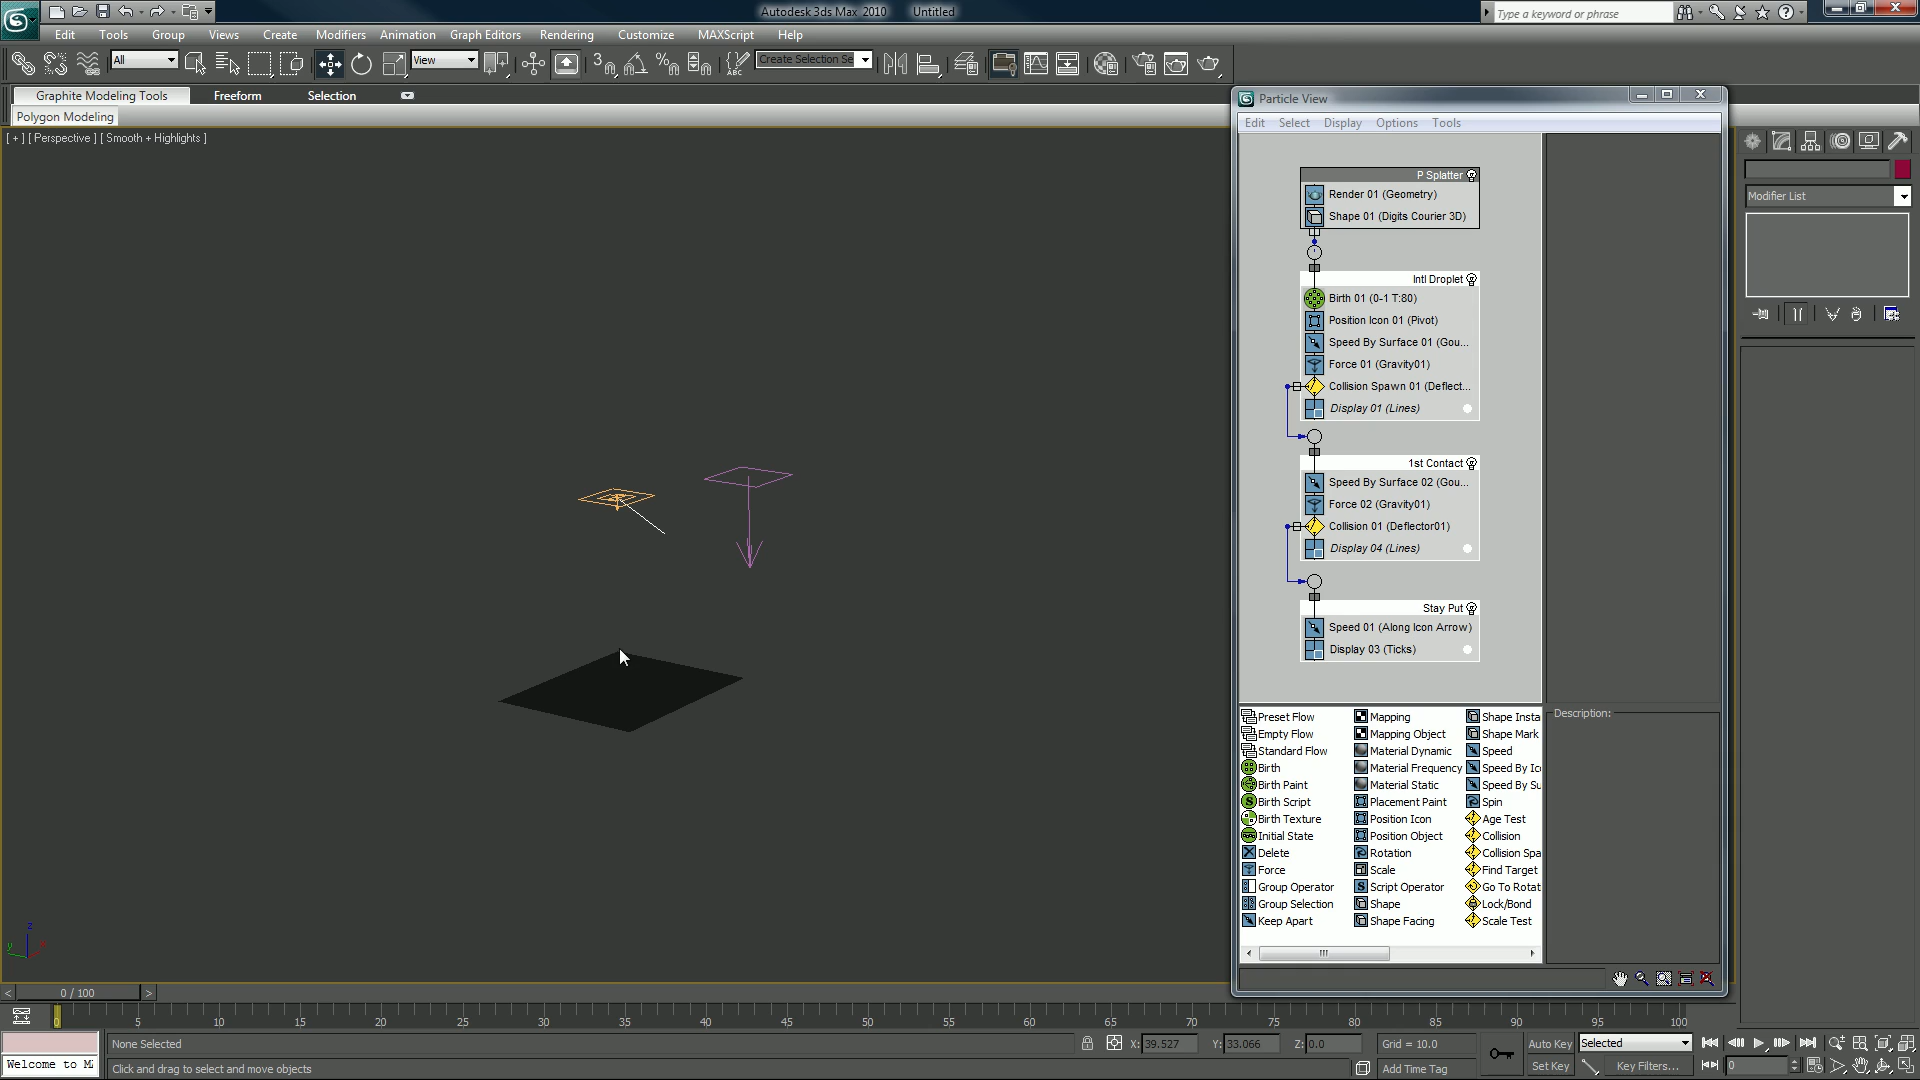 Autodesk 3ds Max 2010 Untitled
Type a keyword or phrase
Edit Tools Group Views Create Modifiers Animation Graph Editors Rendering Customize MAXScript Help
All View 3 Create Selection Se
Graphite Modeling Tools Freeform Selection
Polygon Modeling
[ + ] [ Perspective ] [ Smooth + Highlights ]
Particle View
Edit Select Display Options Tools
P Splatter
Render 01 (Geometry)
Shape 01 (Digits Courier 3D)
Intl Droplet
Birth 01 (0-1 T:80)
Position Icon 01 (Pivot)
Speed By Surface 01 (Gou...
Force 01 (Gravity01)
Collision Spawn 01 (Deflect...
Display 01 (Lines)
1st Contact
Speed By Surface 02 (Gou...
Force 02 (Gravity01)
Collision 01 (Deflector01)
Display 04 (Lines)
Stay Put
Speed 01 (Along Icon Arrow)
Display 03 (Ticks)
Preset Flow Mapping Shape Insta
Empty Flow Mapping Object Shape Mark
Standard Flow Material Dynamic Speed
Birth Material Frequency Speed By Ico
Birth Paint Material Static Speed By Su
Birth Script Placement Paint Spin
Birth Texture Position Icon Age Test
Initial State Position Object Collision
Delete Rotation Collision Spa
Force Scale Find Target
Group Operator Script Operator Go To Rotat
Group Selection Shape Lock/Bond
Keep Apart Shape Facing Scale Test
Description:
Modifier List
z
y
x
< 0 / 100 >
0 5 10 15 20 25 30 35 40 45 50 55 60 65 70 75 80 85 90 95 100
None Selected X: 39.527 Y: 33.066 Z: 0.0 Grid = 10.0 Auto Key Selected
Welcome to M Click and drag to select and move objects Add Time Tag Set Key Key Filters... 0